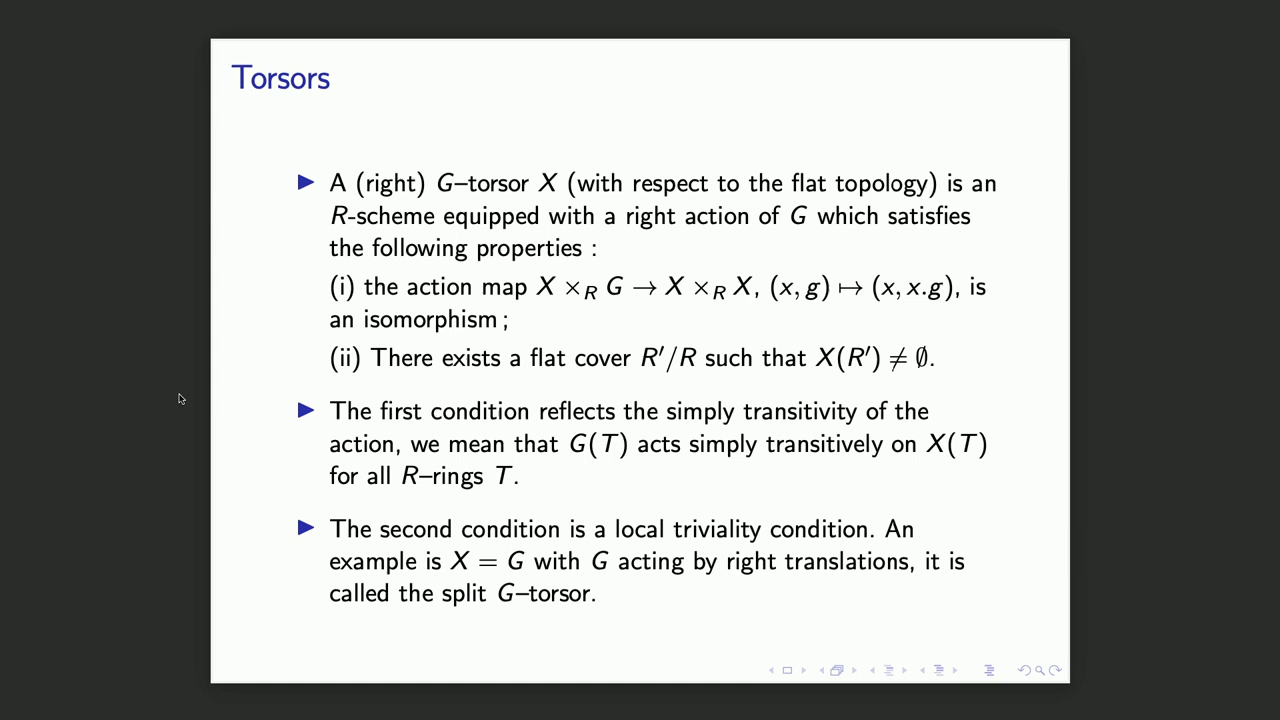 Torsors
▶ A (right) G–torsor X (with respect to the flat topology) is an
R-scheme equipped with a right action of G which satisfies
the following properties :
(i) the action map X ×_R G → X ×_R X, (x, g) ↦ (x, x.g), is
an isomorphism ;
(ii) There exists a flat cover R′/R such that X(R′) ≠ ∅.
▶ The first condition reflects the simply transitivity of the
action, we mean that G(T) acts simply transitively on X(T)
for all R–rings T.
▶ The second condition is a local triviality condition. An
example is X = G with G acting by right translations, it is
called the split G–torsor.